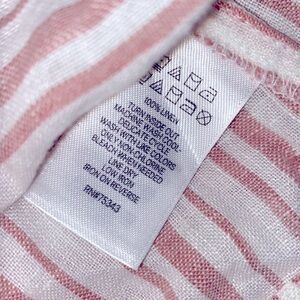 100% LINEN
TURN INSIDE OUT
MACHINE WASH COOL
DELICATE CYCLE
WASH WITH LIKE COLORS
ONLY NON-CHLORINE
BLEACH WHEN NEEDED
LINE DRY
LOW IRON
IRON ON REVERSE
RN#75343